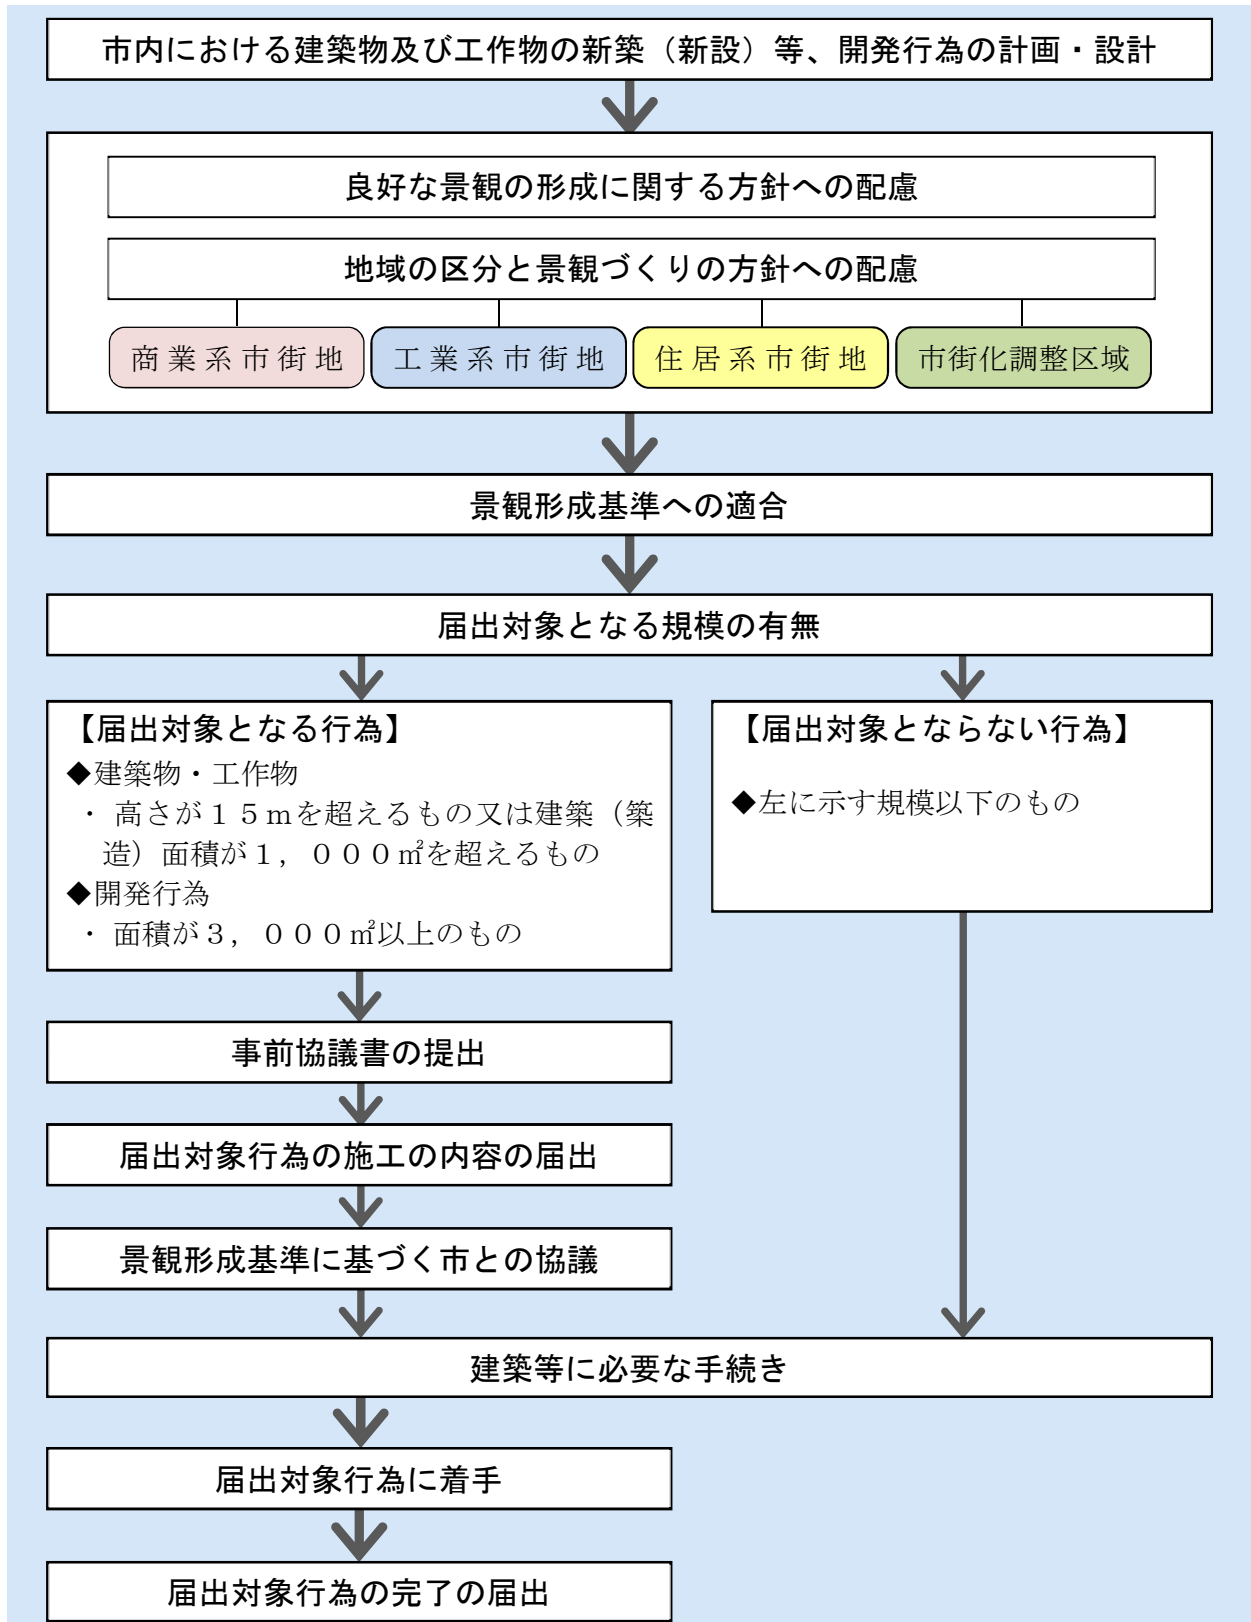 市内における建築物及び工作物の新築（新設）等、開発行為の計画・設計
良好な景観の形成に関する方針への配慮
地域の区分と景観づくりの方針への配慮
商業系市街地
工業系市街地
住居系市街地
市街化調整区域
景観形成基準への適合
届出対象となる規模の有無
【届出対象となる行為】
◆建築物・工作物
・ 高さが１５ｍを超えるもの又は建築（築
造）面積が１，０００㎡を超えるもの
◆開発行為
・ 面積が３，０００㎡以上のもの
【届出対象とならない行為】
◆左に示す規模以下のもの
事前協議書の提出
届出対象行為の施工の内容の届出
景観形成基準に基づく市との協議
建築等に必要な手続き
届出対象行為に着手
届出対象行為の完了の届出